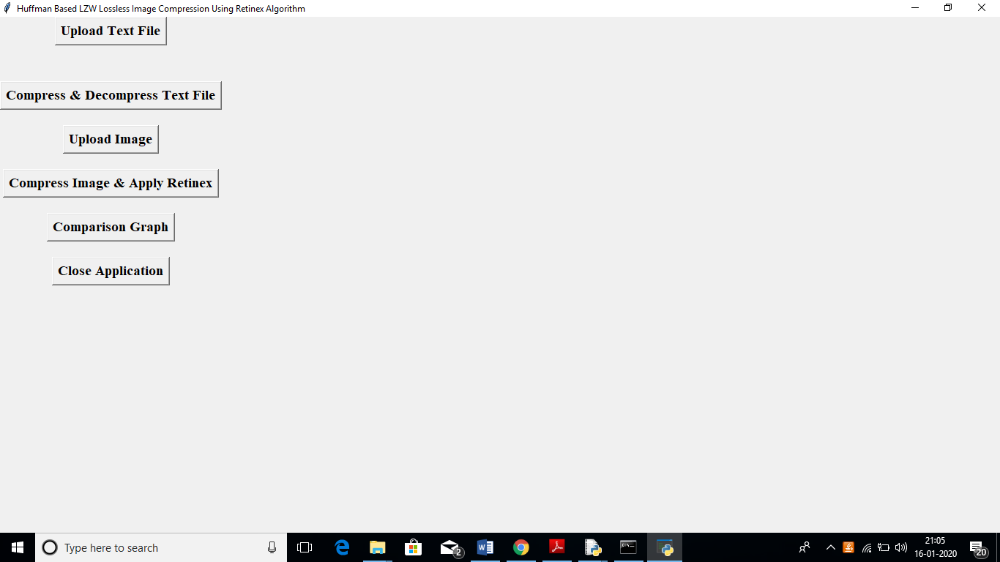 Huffman Based LZW Lossless Image Compression Using Retinex Algorithm
Upload Text File
Compress & Decompress Text File
Upload Image
Compress Image & Apply Retinex
Comparison Graph
Close Application
Type here to search
2
21:05
16-01-2020
20